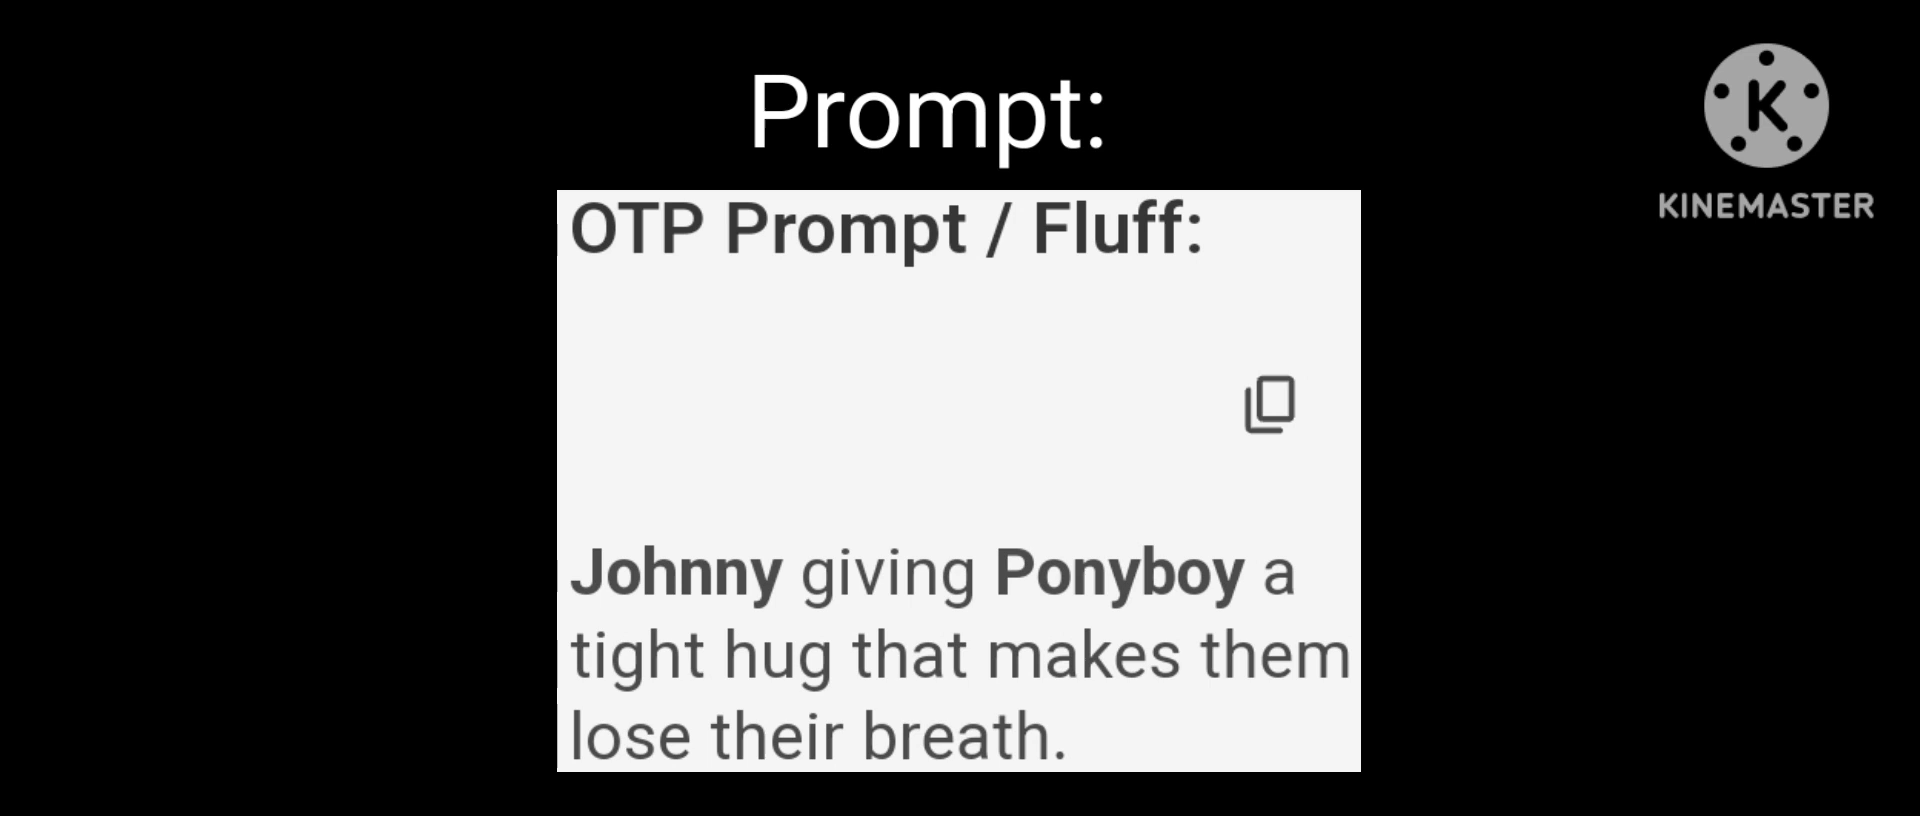 Prompt:
K
KINEMASTER
OTP Prompt / Fluff:
Johnny giving Ponyboy a
tight hug that makes them
lose their breath.